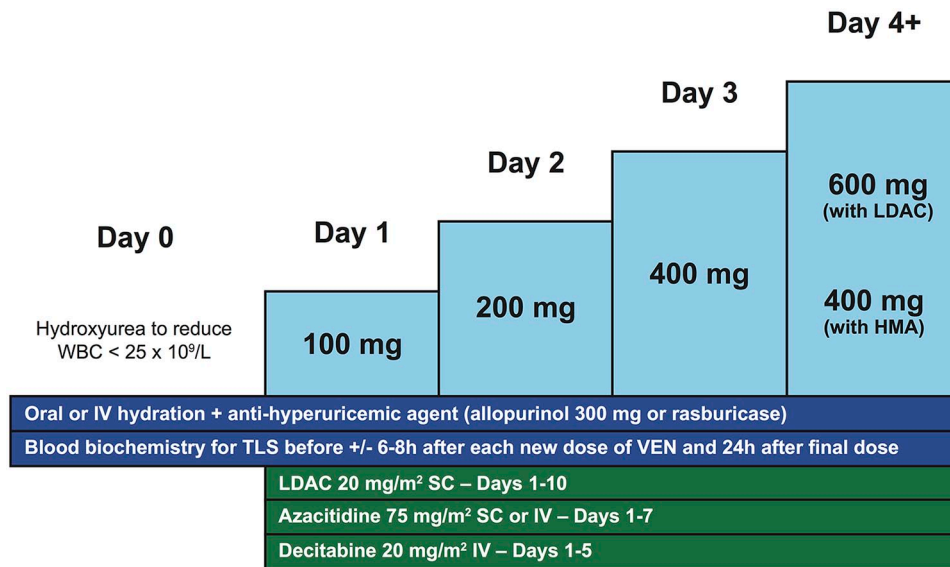 Day 0
Hydroxyurea to reduce
WBC < 25 x 10⁹/L
Day 1
100 mg
Day 2
200 mg
Day 3
400 mg
Day 4+
600 mg
(with LDAC)
400 mg
(with HMA)
Oral or IV hydration + anti-hyperuricemic agent (allopurinol 300 mg or rasburicase)
Blood biochemistry for TLS before +/- 6-8h after each new dose of VEN and 24h after final dose
LDAC 20 mg/m² SC – Days 1-10
Azacitidine 75 mg/m² SC or IV – Days 1-7
Decitabine 20 mg/m² IV – Days 1-5